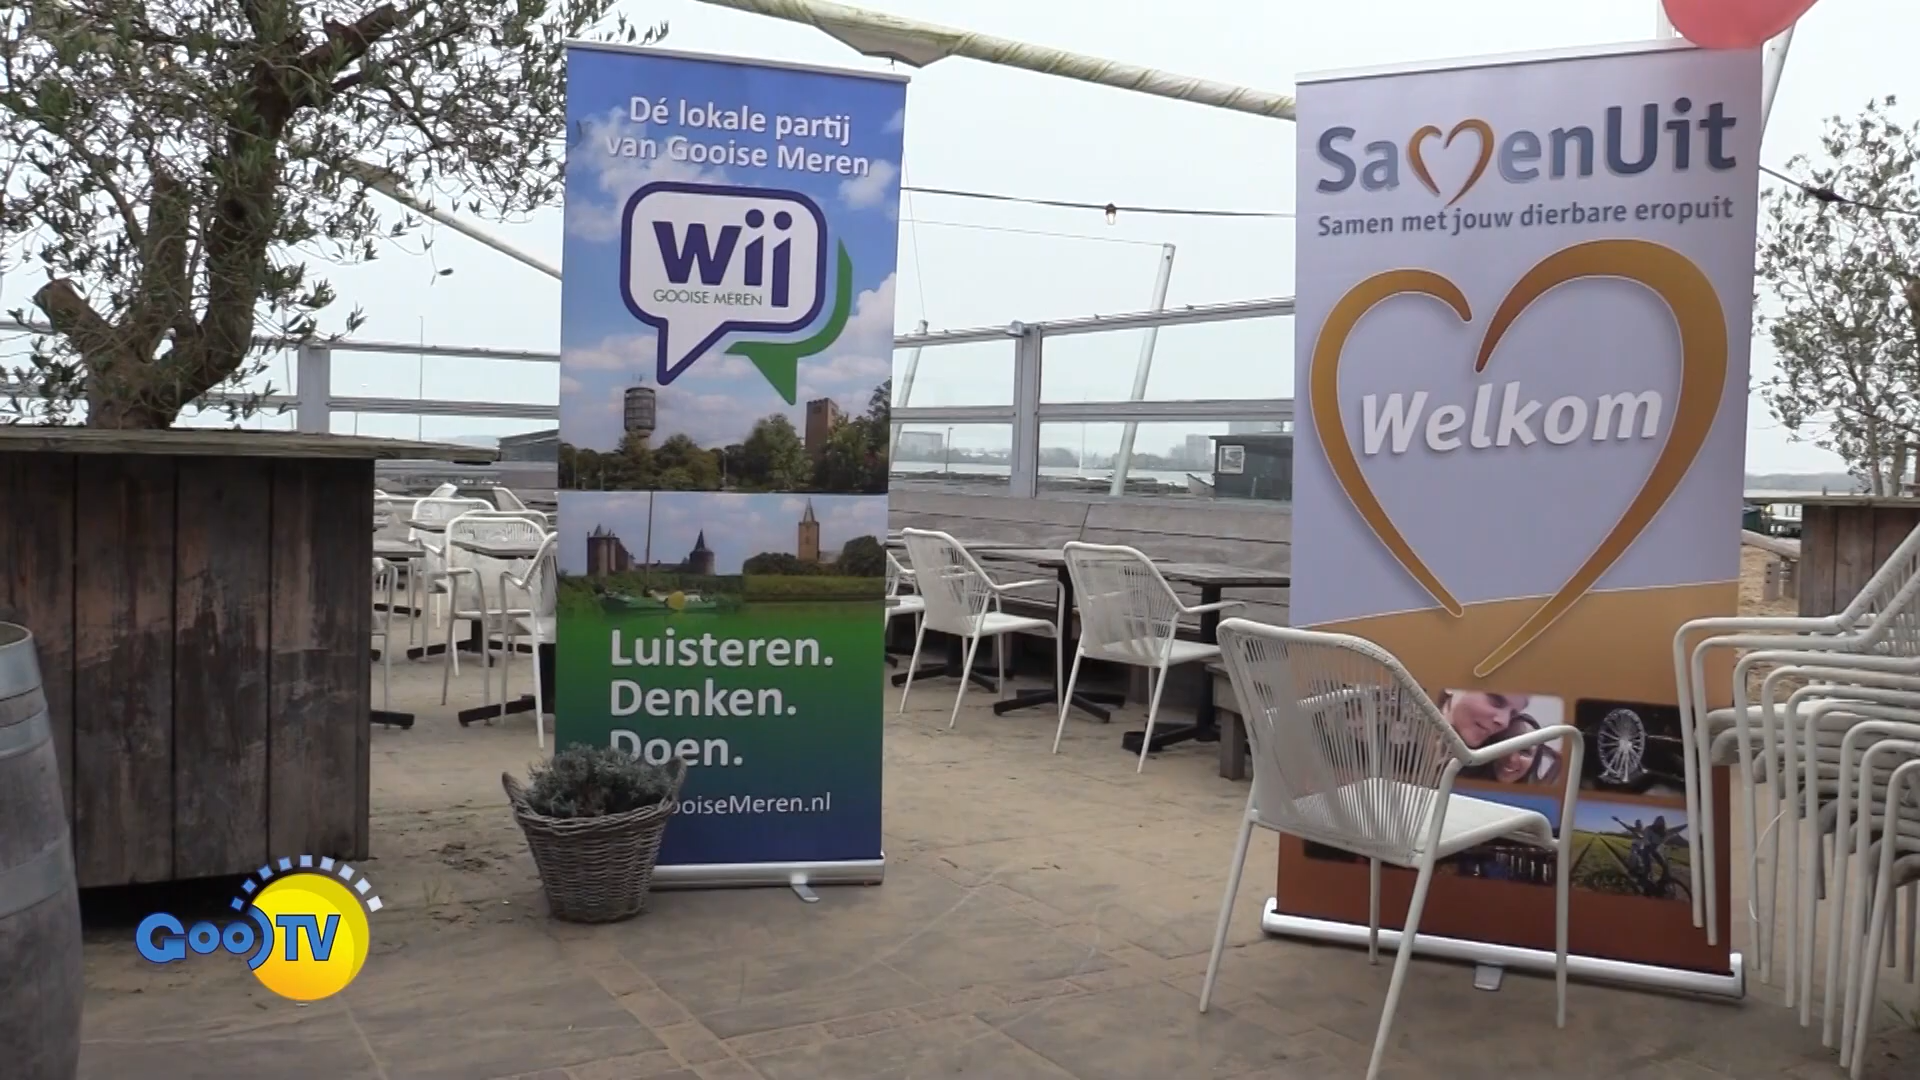 Dé lokale partij
van Gooise Meren
wij
GOOISE MEREN
Luisteren.
Denken.
Doen.
ooiseMeren.nl
SamenUit
Samen met jouw dierbare eropuit
Welkom
GooiTV